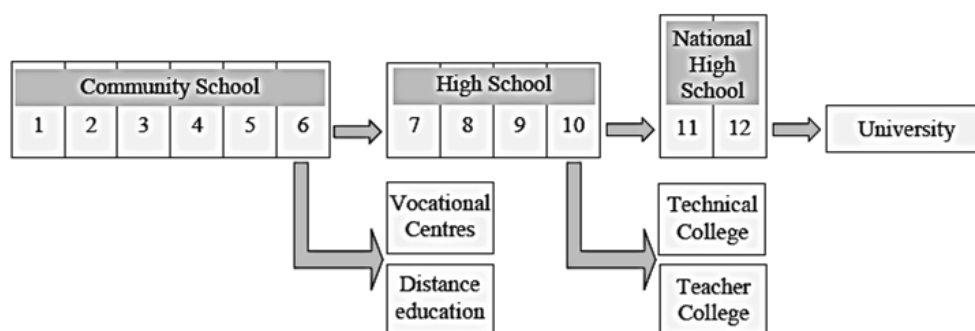 Community School
1 2 3 4 5 6
High School
7 8 9 10
National
High
School
11 12
University
Vocational
Centres
Distance
education
Technical
College
Teacher
College